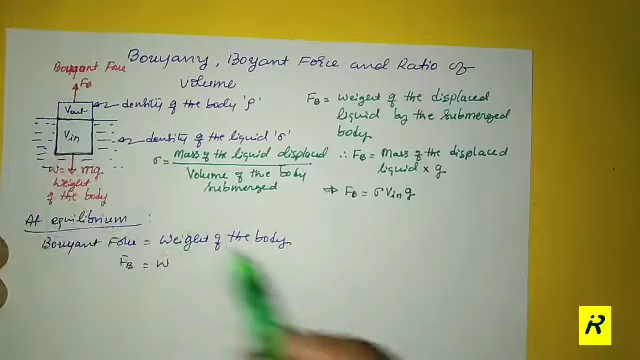 Bouyancy, Boyant Force and Ratio of
volume
Bouyant Force
FB
Vout
density of the body 'ρ'
Vin
density of the liquid 'σ'
W = mg
Weight
of the body
σ = Mass of the liquid displaced
Volume of the body
submerged
FB = Weight of the displaced
liquid by the submerged
body
∴ FB = Mass of the displaced
liquid × g
⇒ FB = σ Vin g
At equilibrium :
Bouyant Force = Weight of the body
FB = W
R